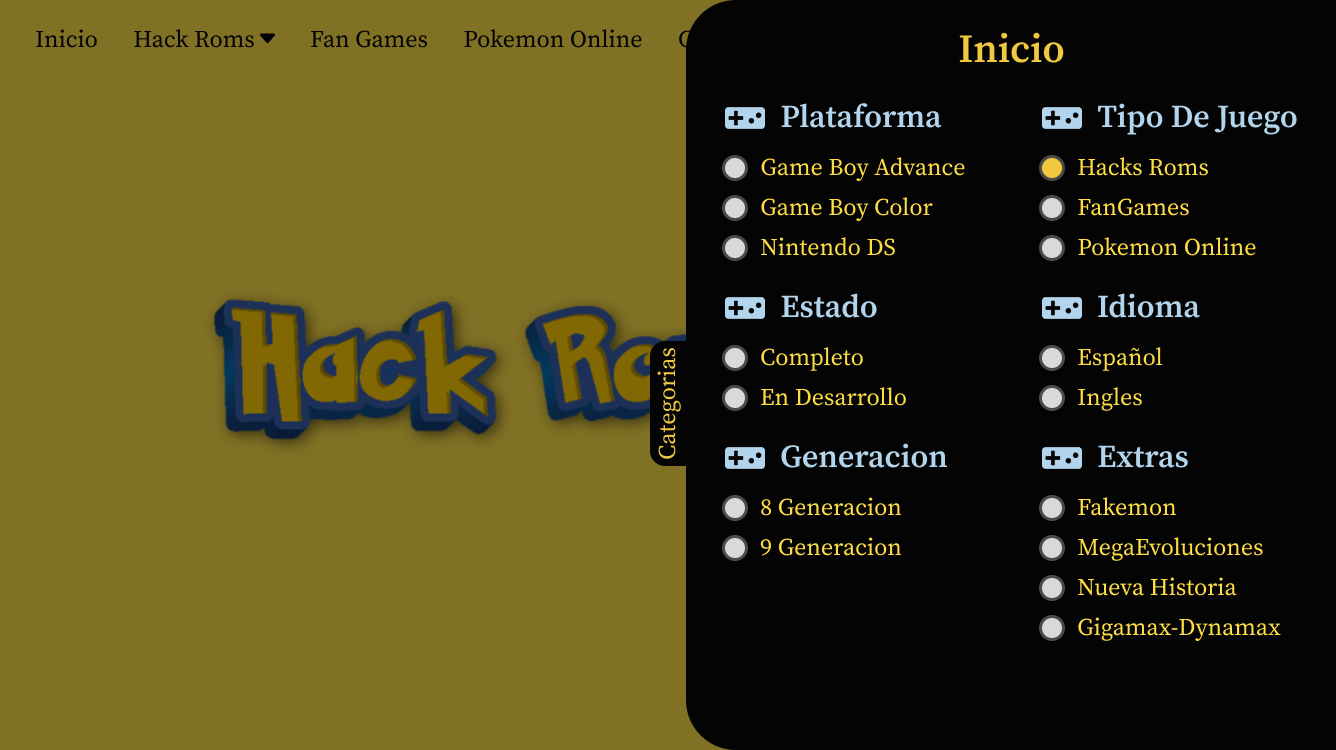 Inicio Hack Roms Fan Games Pokemon Online
Hack
Categorias
Inicio
Plataforma
Game Boy Advance
Game Boy Color
Nintendo DS
Tipo De Juego
Hacks Roms
FanGames
Pokemon Online
Estado
Completo
En Desarrollo
Idioma
Español
Ingles
Generacion
8 Generacion
9 Generacion
Extras
Fakemon
MegaEvoluciones
Nueva Historia
Gigamax-Dynamax